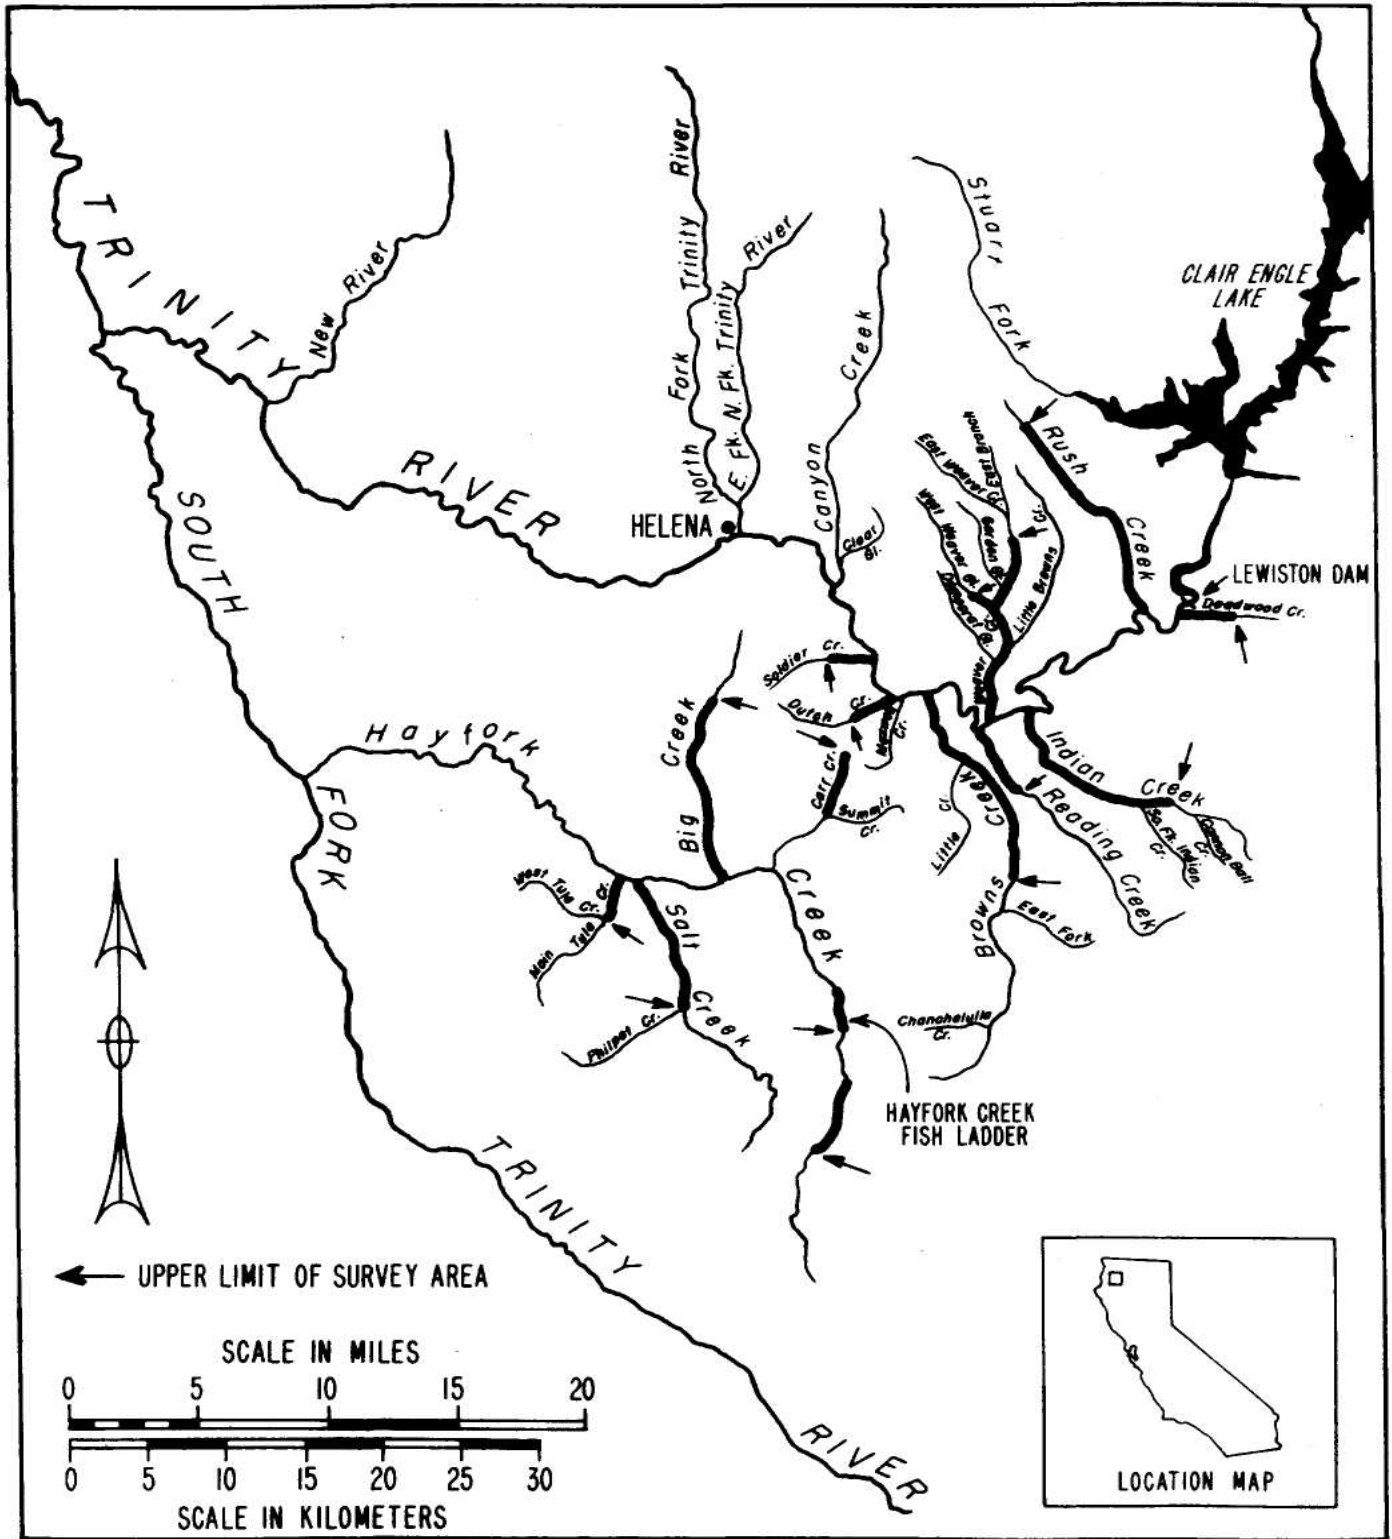 TRINITY
RIVER
New River
North Fork Trinity River
E. Fk. N. Fk. Trinity River
Canyon Creek
Clear
Stuart Fork
CLAIR ENGLE
LAKE
East Weaver Cr.
East Branch
West Weaver
Garden
Little Browns Cr.
Weaver
Rush Creek
HELENA
LEWISTON DAM
Deadwood Cr.
SOUTH
FORK
TRINITY
RIVER
Hayfork
Creek
Big Creek
Soldier Cr.
Dutch Cr.
Carr Cr.
Summit
Cr.
Little Creek
Browns Creek
Reading Creek
Indian Creek
So. Fk. Indian
Cr.
Cannon Ball
Cr.
East Fork
Chanchelulla
Cr.
West Tule Cr.
Main Tule Cr.
Salt Creek
Philpot Cr.
HAYFORK CREEK
FISH LADDER
UPPER LIMIT OF SURVEY AREA
SCALE IN MILES
0 5 10 15 20
0 5 10 15 20 25 30
SCALE IN KILOMETERS
LOCATION MAP